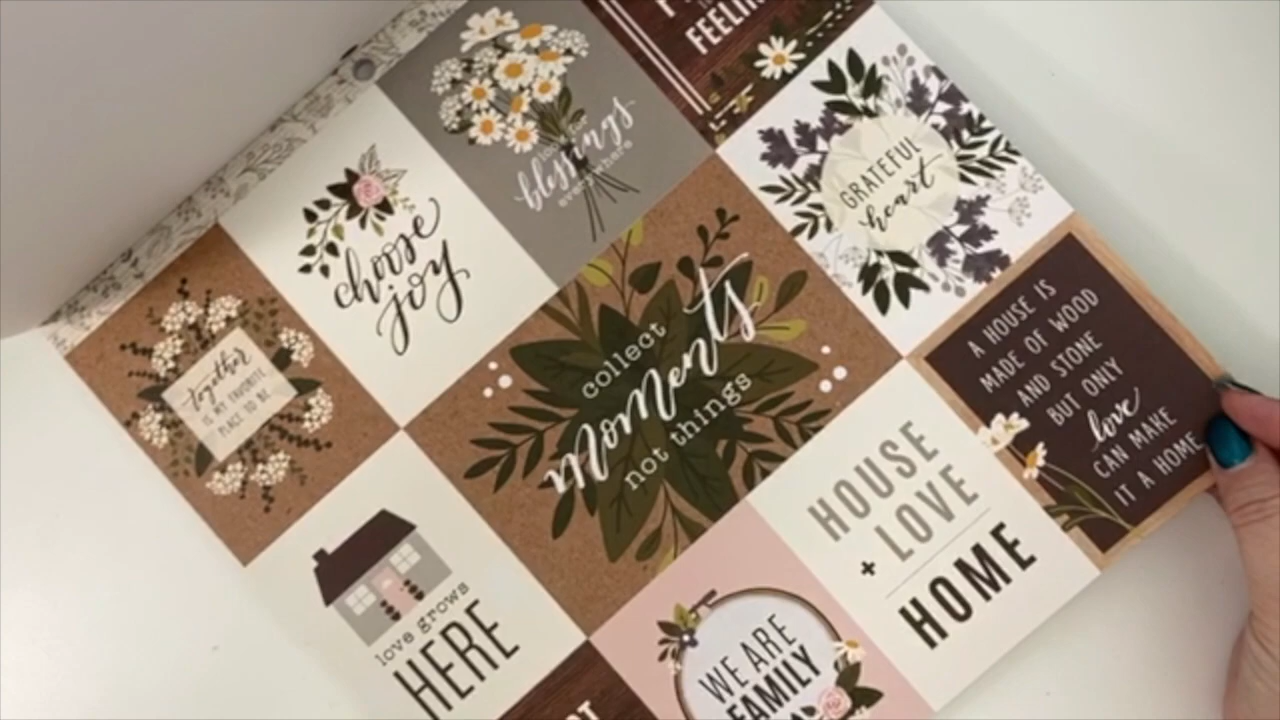 FEELIN
blessings
everywhere
GRATEFUL
heart
choose
joy
together
IS MY FAVORITE
PLACE TO BE
collect
moments
not things
A HOUSE IS
MADE OF WOOD
AND STONE
BUT ONLY
love
CAN MAKE
IT A HOME
HOUSE
+ LOVE
HOME
love grows
HERE
WE ARE
FAMILY